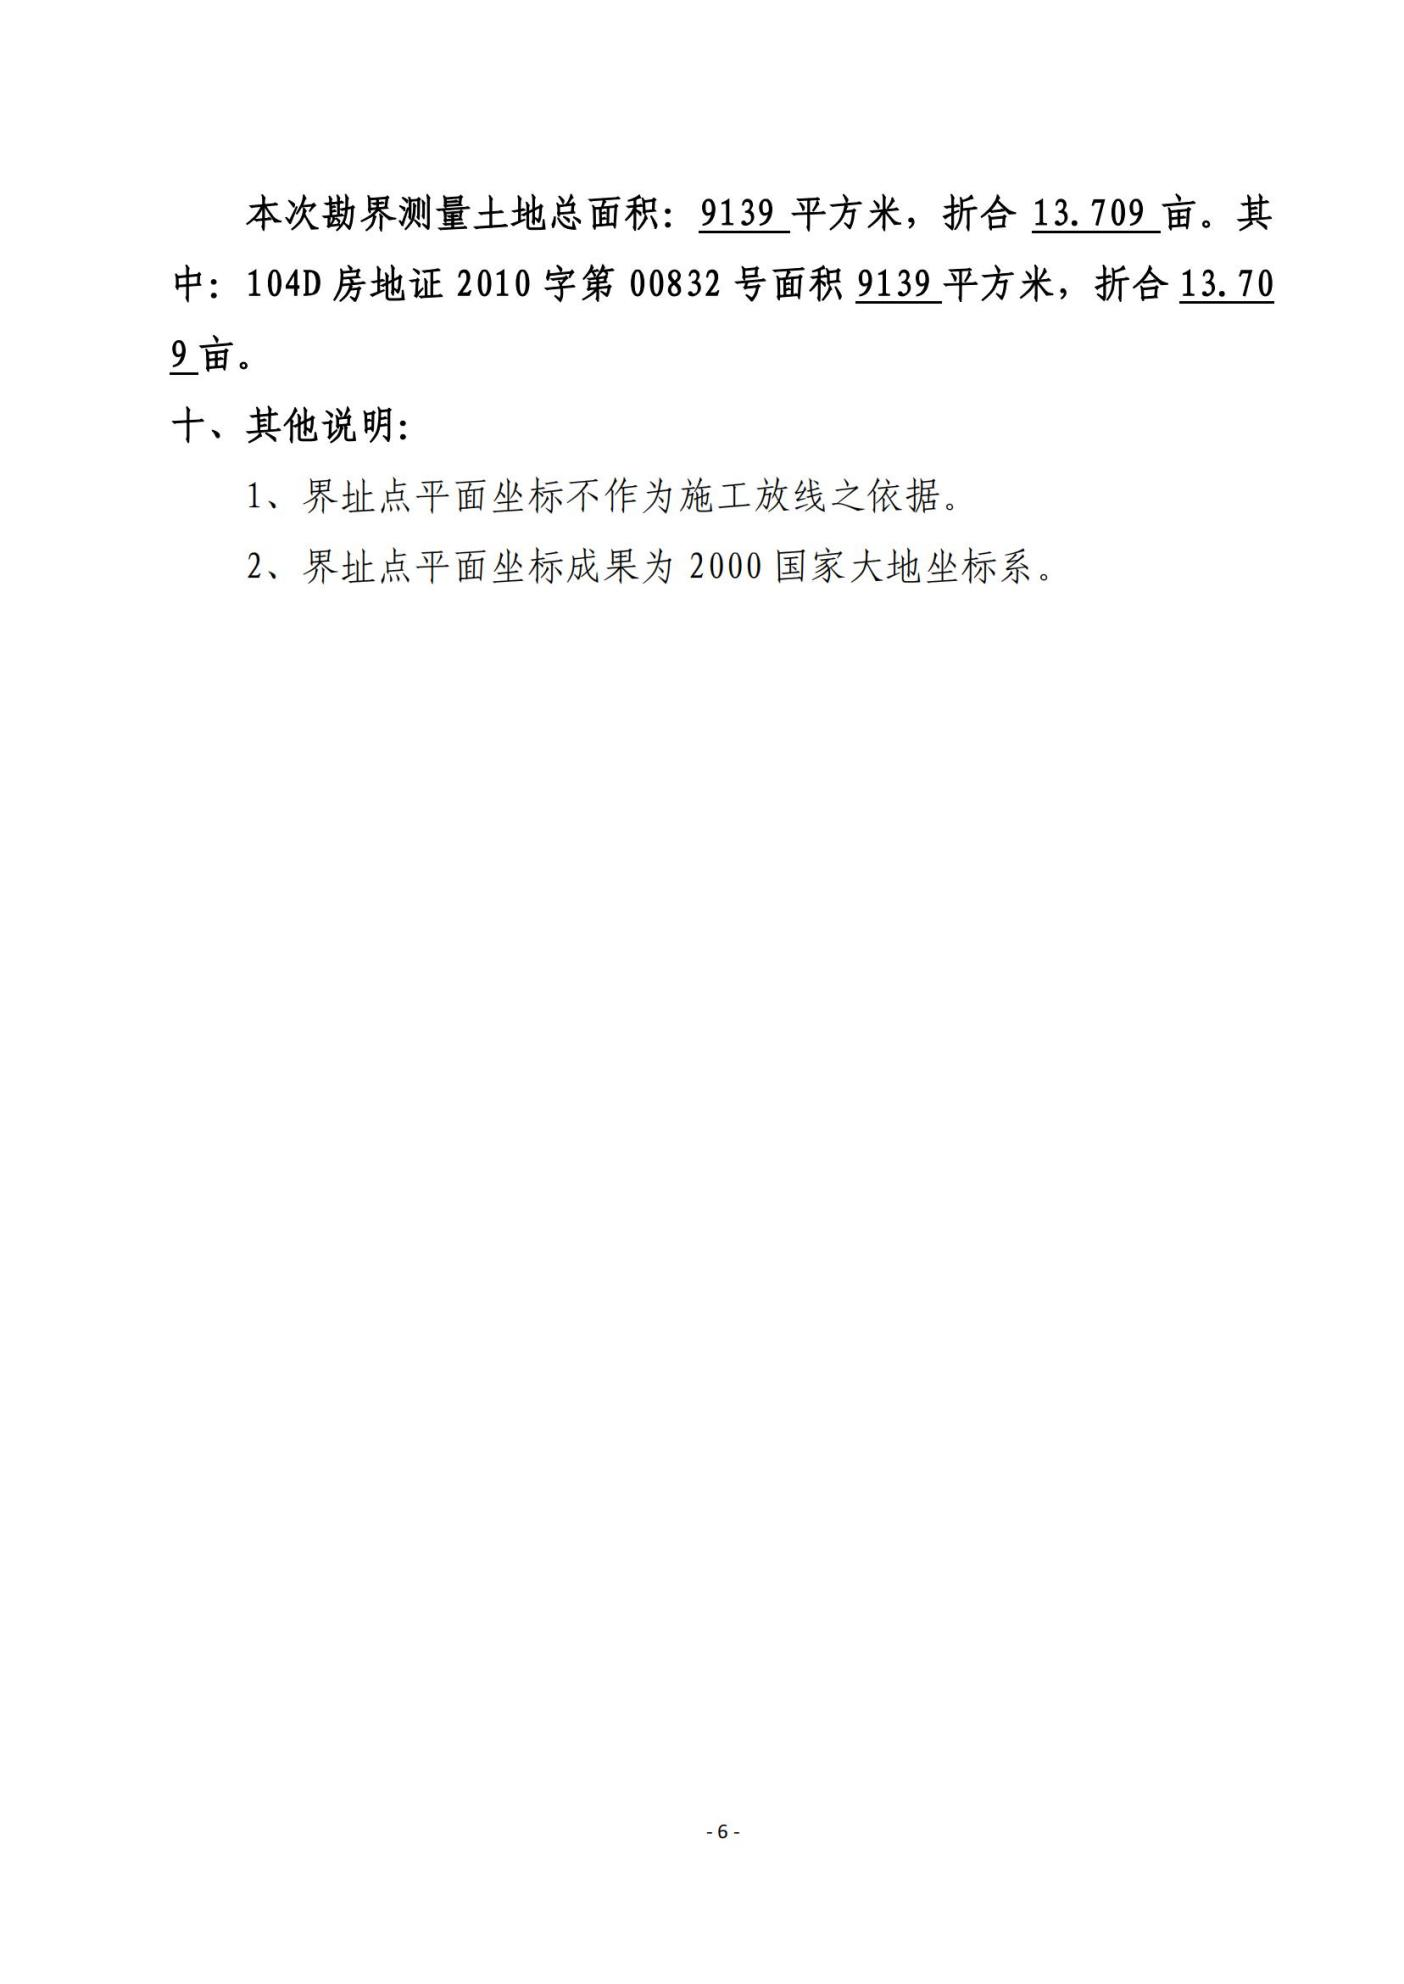 本次勘界测量土地总面积：9139 平方米，折合 13.709 亩。其
中：104D 房地证 2010 字第 00832 号面积 9139 平方米，折合 13.70
9 亩。
十、其他说明：
1、界址点平面坐标不作为施工放线之依据。
2、界址点平面坐标成果为 2000 国家大地坐标系。
- 6 -